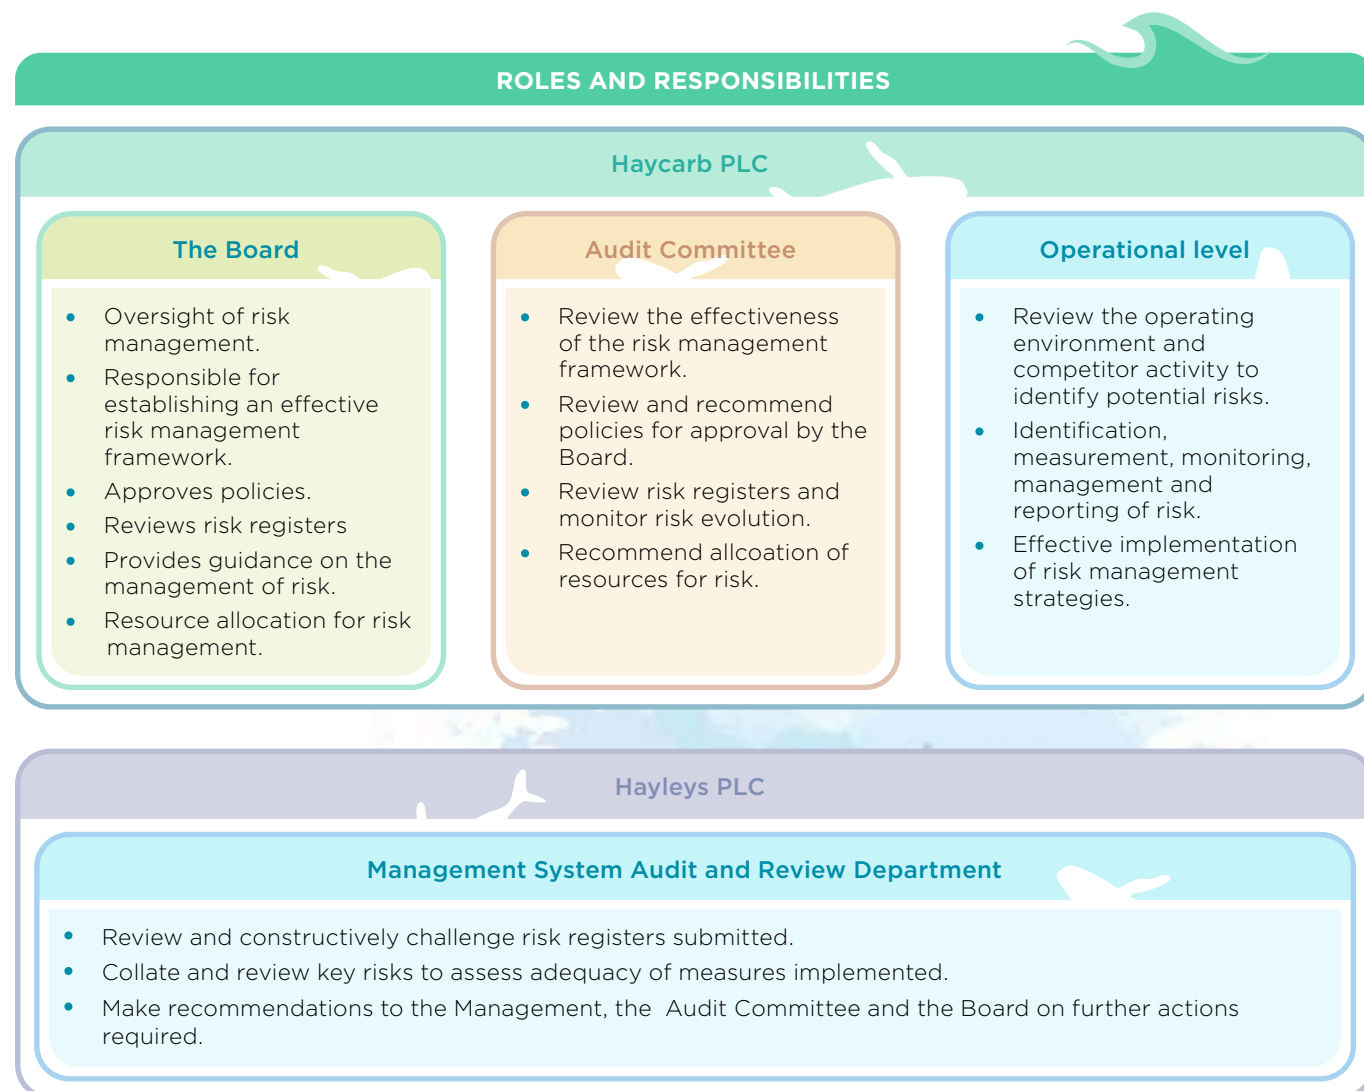 ROLES AND RESPONSIBILITIES
Haycarb PLC
The Board
• Oversight of risk
management.
• Responsible for
establishing an effective
risk management
framework.
• Approves policies.
• Reviews risk registers
• Provides guidance on the
management of risk.
• Resource allocation for risk
management.
Audit Committee
• Review the effectiveness
of the risk management
framework.
• Review and recommend
policies for approval by the
Board.
• Review risk registers and
monitor risk evolution.
• Recommend allcoation of
resources for risk.
Operational level
• Review the operating
environment and
competitor activity to
identify potential risks.
• Identification,
measurement, monitoring,
management and
reporting of risk.
• Effective implementation
of risk management
strategies.
Hayleys PLC
Management System Audit and Review Department
• Review and constructively challenge risk registers submitted.
• Collate and review key risks to assess adequacy of measures implemented.
• Make recommendations to the Management, the Audit Committee and the Board on further actions
required.